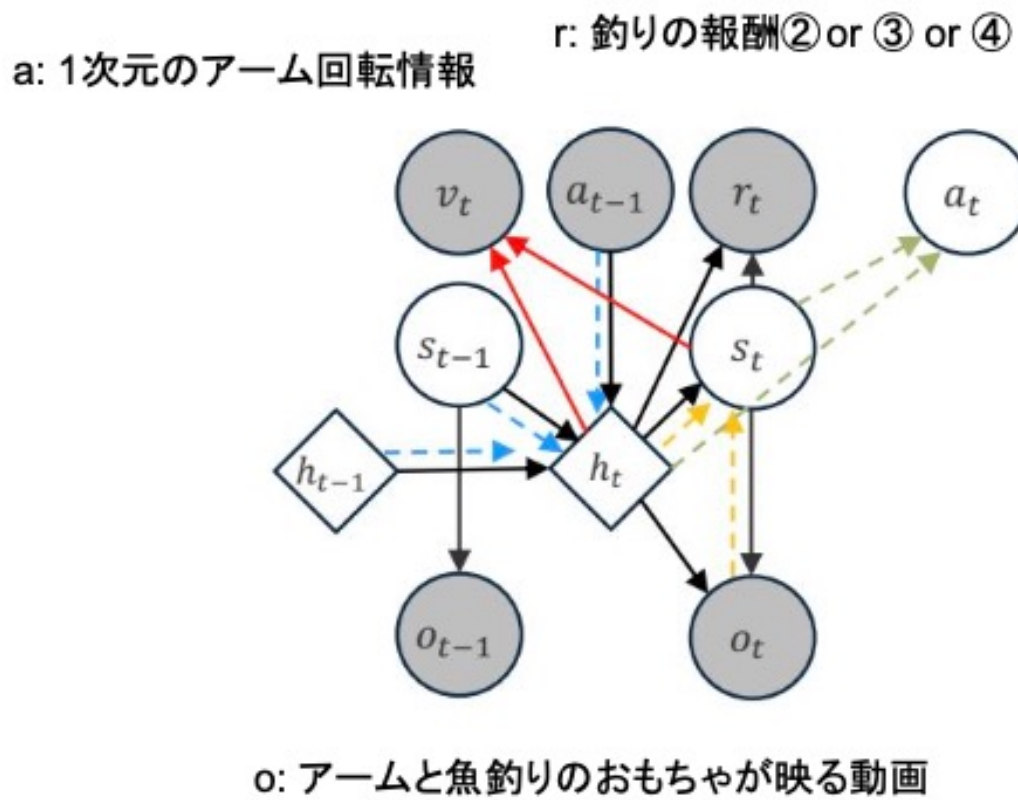 r: 釣りの報酬② or ③ or ④
a: 1次元のアーム回転情報
v_t
a_{t-1}
r_t
a_t
s_{t-1}
s_t
h_{t-1}
h_t
o_{t-1}
o_t
o: アームと魚釣りのおもちゃが映る動画